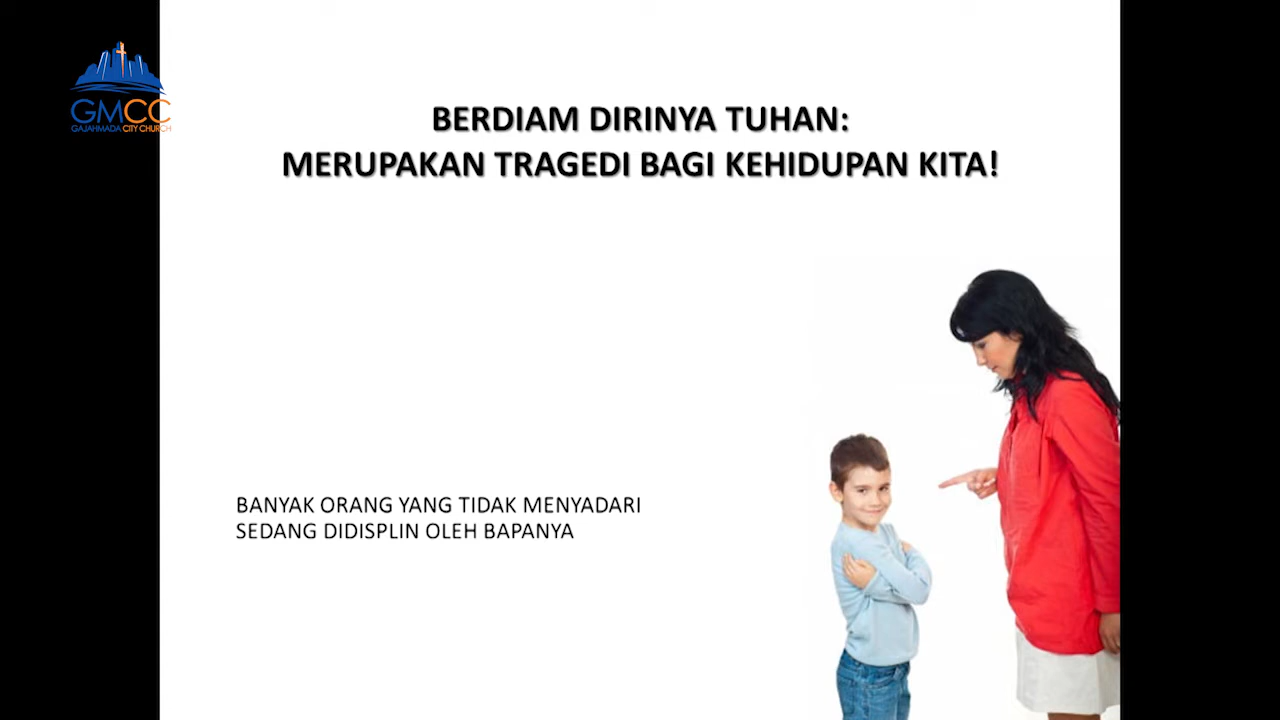 GMCC
GAJAHMADA CITY CHURCH
BERDIAM DIRINYA TUHAN:
MERUPAKAN TRAGEDI BAGI KEHIDUPAN KITA!
BANYAK ORANG YANG TIDAK MENYADARI
SEDANG DIDISPLIN OLEH BAPANYA